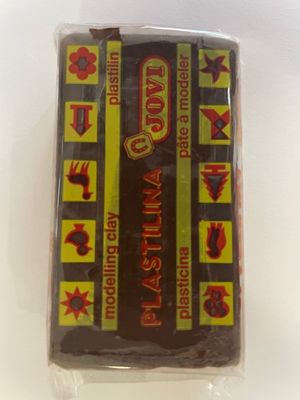 plastilin
modelling clay
JOVI
PLASTILINA
pâte à modeler
plasticina